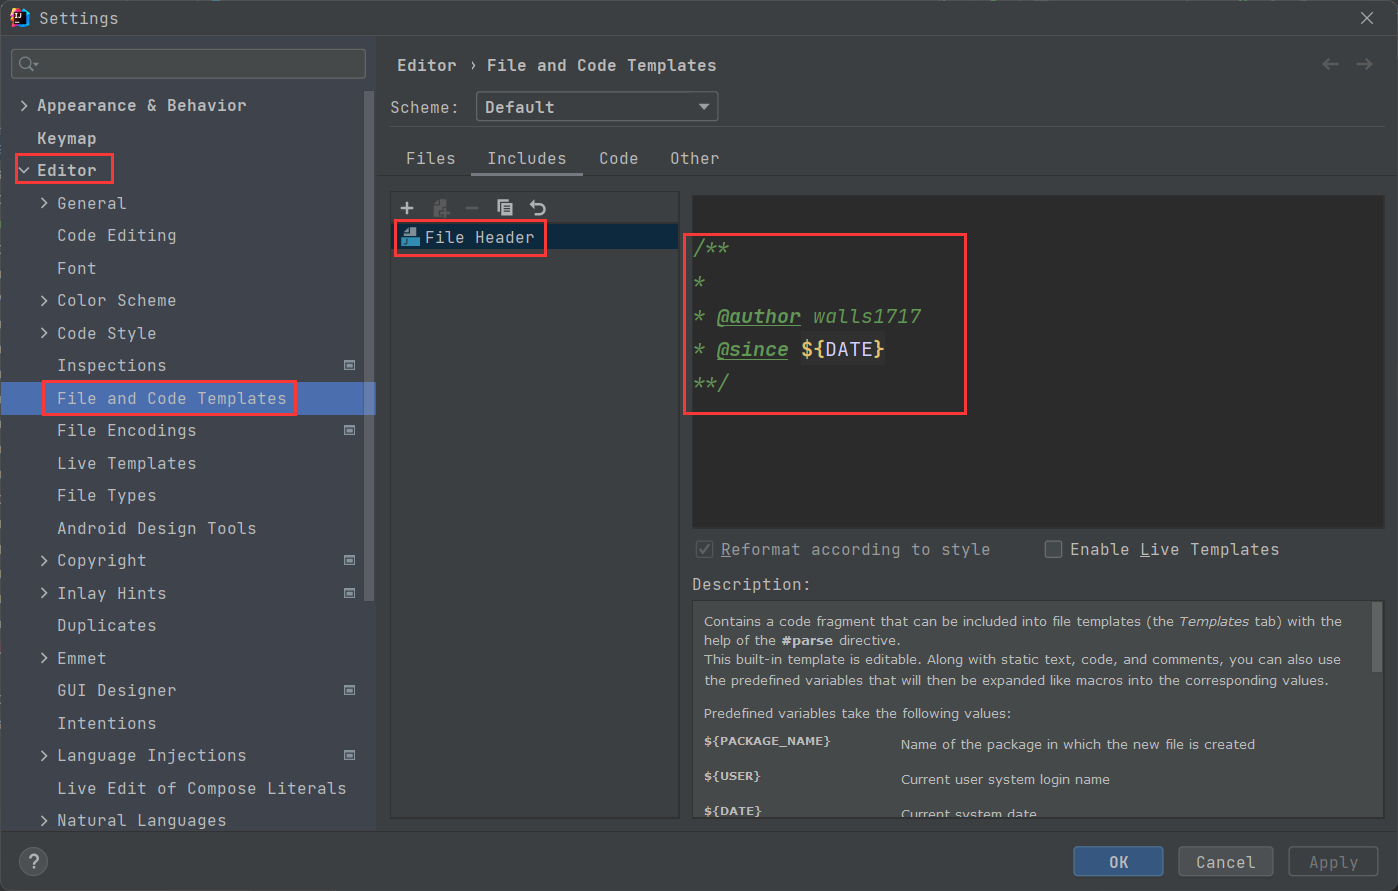 Settings
Appearance & Behavior
Keymap
Editor
General
Code Editing
Font
Color Scheme
Code Style
Inspections
File and Code Templates
File Encodings
Live Templates
File Types
Android Design Tools
Copyright
Inlay Hints
Duplicates
Emmet
GUI Designer
Intentions
Language Injections
Live Edit of Compose Literals
Natural Languages
Editor › File and Code Templates
Scheme: Default
Files Includes Code Other
File Header
/**
*
* @author walls1717
* @since ${DATE}
**/
Reformat according to style Enable Live Templates
Description:
Contains a code fragment that can be included into file templates (the Templates tab) with the
help of the #parse directive.
This built-in template is editable. Along with static text, code, and comments, you can also use
the predefined variables that will then be expanded like macros into the corresponding values.
Predefined variables take the following values:
${PACKAGE_NAME} Name of the package in which the new file is created
${USER} Current user system login name
${DATE} Current system date
? OK Cancel Apply